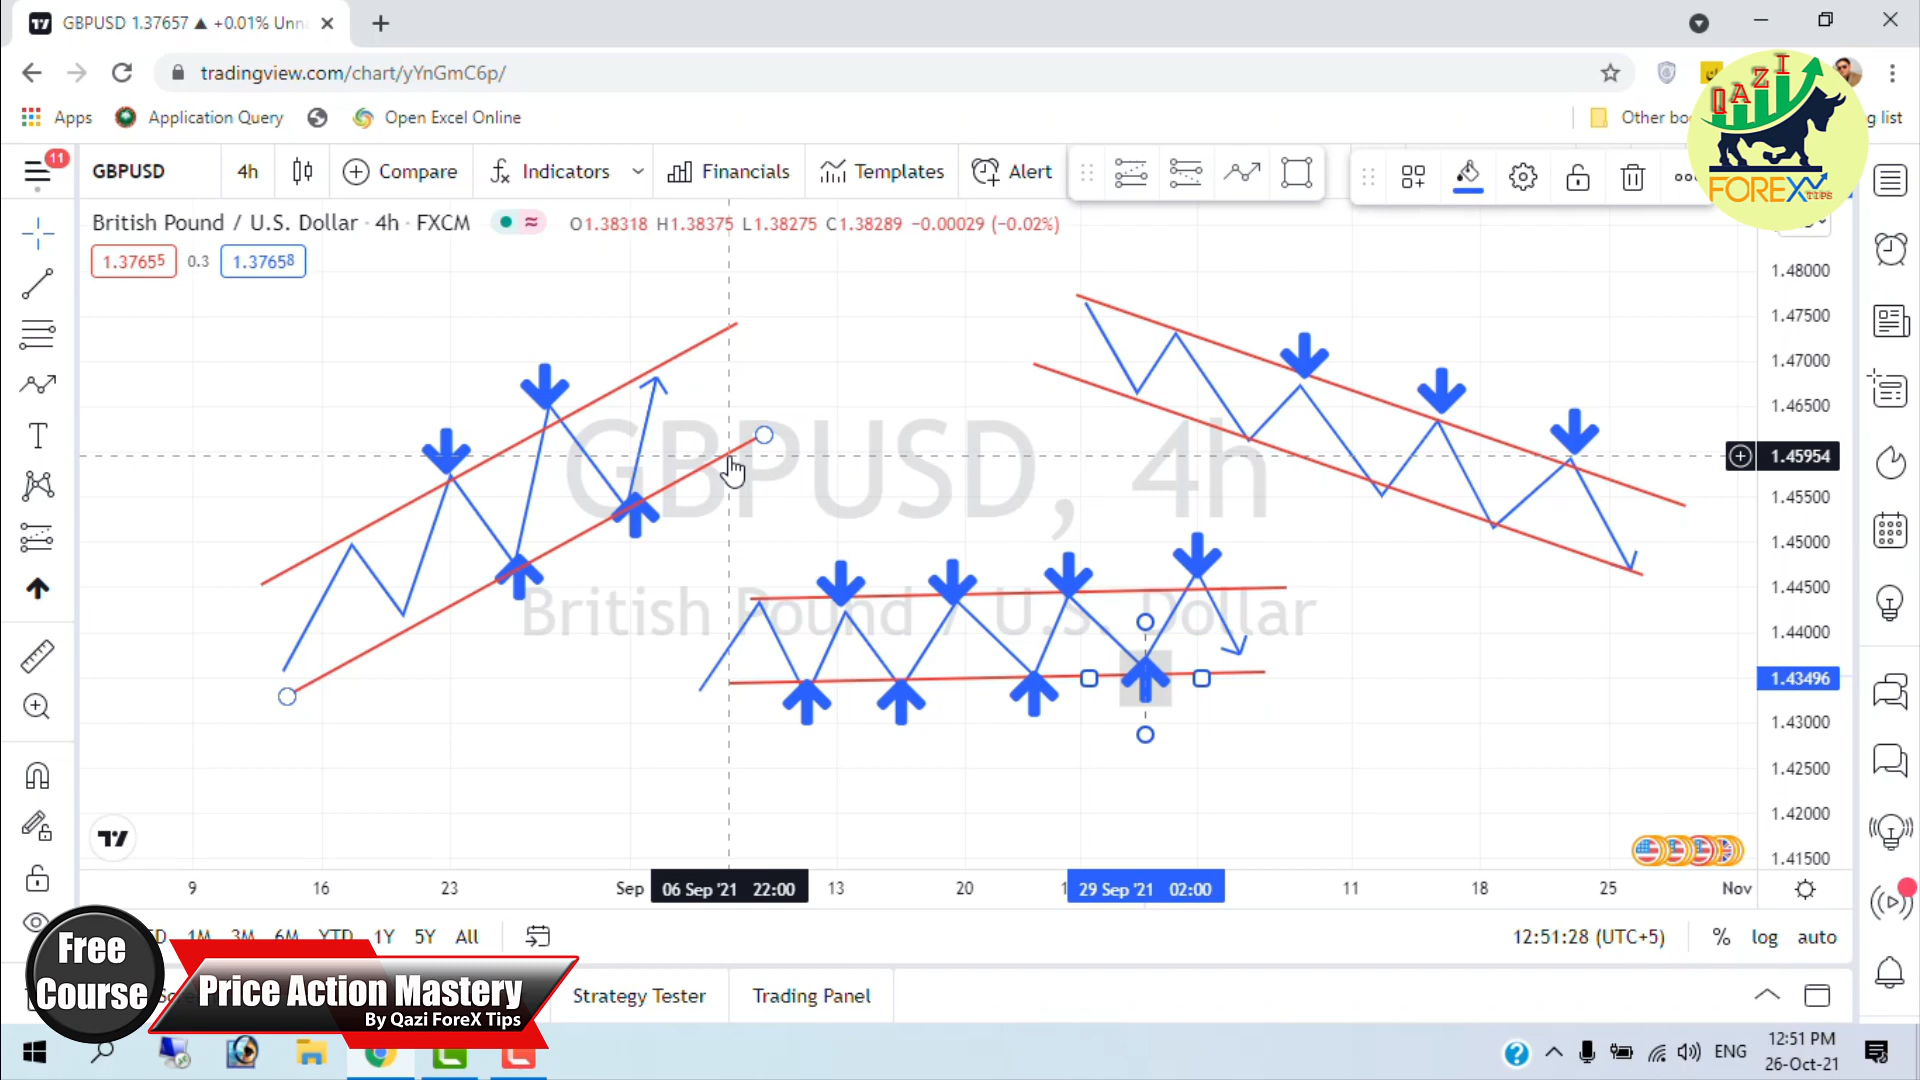 GBPUSD 1.37657 ▲ +0.01% Unn
tradingview.com/chart/yYnGmC6p/
Apps
Application Query
Open Excel Online
Other bo
g list
QAZI
FOREX
TIPS
11
GBPUSD
4h
Compare
Indicators
Financials
Templates
Alert
British Pound / U.S. Dollar · 4h · FXCM
O1.38318 H1.38375 L1.38275 C1.38289 −0.00029 (−0.02%)
1.37655
0.3
1.37658
GBPUSD, 4h
British Pound / U.S. Dollar
1.48000
1.47500
1.47000
1.46500
1.45954
1.45500
1.45000
1.44500
1.44000
1.43496
1.43000
1.42500
1.42000
1.41500
9
16
23
Sep
06 Sep '21 22:00
13
20
29 Sep '21 02:00
11
18
25
Nov
D
1M
3M
6M
YTD
1Y
5Y
All
12:51:28 (UTC+5)
%
log
auto
Strategy Tester
Trading Panel
Free
Course
Price Action Mastery
By Qazi ForeX Tips
ENG
12:51 PM
26-Oct-21